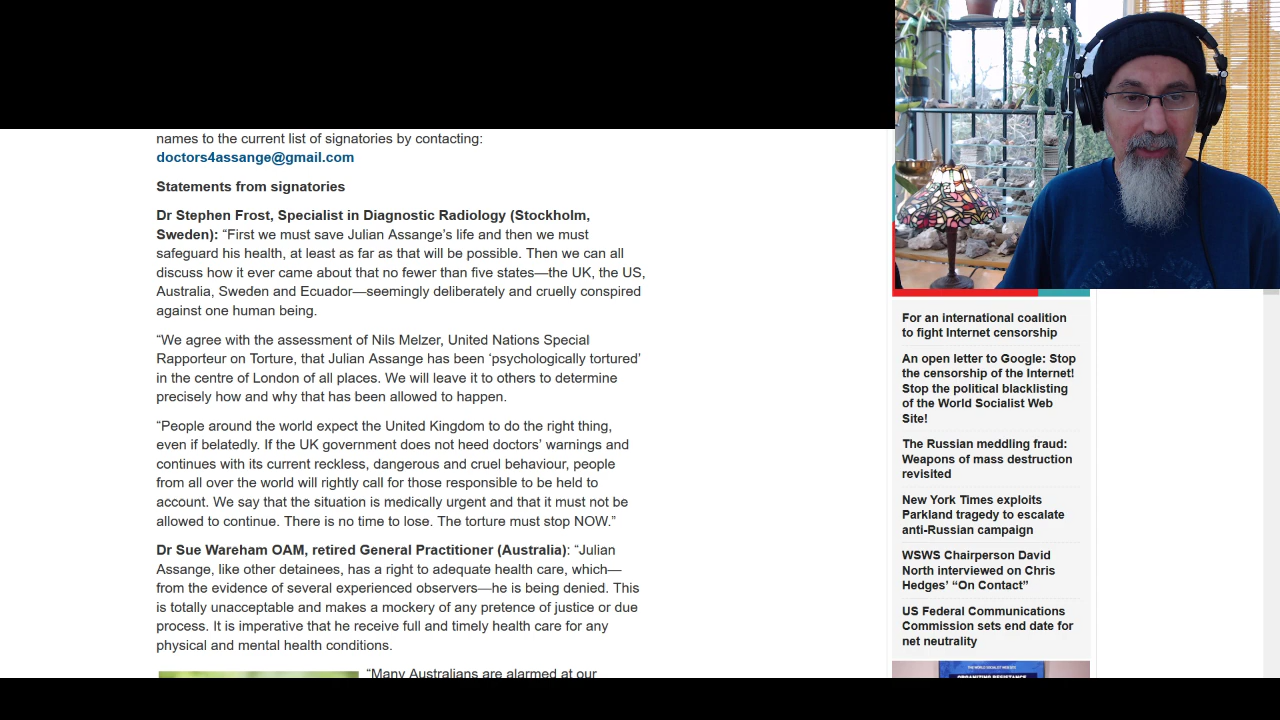 names to the current list of signatories by contacting:
doctors4assange@gmail.com
Statements from signatories
Dr Stephen Frost, Specialist in Diagnostic Radiology (Stockholm,
Sweden): “First we must save Julian Assange’s life and then we must
safeguard his health, at least as far as that will be possible. Then we can all
discuss how it ever came about that no fewer than five states—the UK, the US,
Australia, Sweden and Ecuador—seemingly deliberately and cruelly conspired
against one human being.
“We agree with the assessment of Nils Melzer, United Nations Special
Rapporteur on Torture, that Julian Assange has been ‘psychologically tortured’
in the centre of London of all places. We will leave it to others to determine
precisely how and why that has been allowed to happen.
“People around the world expect the United Kingdom to do the right thing,
even if belatedly. If the UK government does not heed doctors’ warnings and
continues with its current reckless, dangerous and cruel behaviour, people
from all over the world will rightly call for those responsible to be held to
account. We say that the situation is medically urgent and that it must not be
allowed to continue. There is no time to lose. The torture must stop NOW.”
Dr Sue Wareham OAM, retired General Practitioner (Australia): “Julian
Assange, like other detainees, has a right to adequate health care, which—
from the evidence of several experienced observers—he is being denied. This
is totally unacceptable and makes a mockery of any pretence of justice or due
process. It is imperative that he receive full and timely health care for any
physical and mental health conditions.
“Many Australians are alarmed at our
For an international coalition
to fight Internet censorship
An open letter to Google: Stop
the censorship of the Internet!
Stop the political blacklisting
of the World Socialist Web
Site!
The Russian meddling fraud:
Weapons of mass destruction
revisited
New York Times exploits
Parkland tragedy to escalate
anti-Russian campaign
WSWS Chairperson David
North interviewed on Chris
Hedges’ “On Contact”
US Federal Communications
Commission sets end date for
net neutrality
THE WORLD SOCIALIST WEB SITE
ORGANIZING RESISTANCE